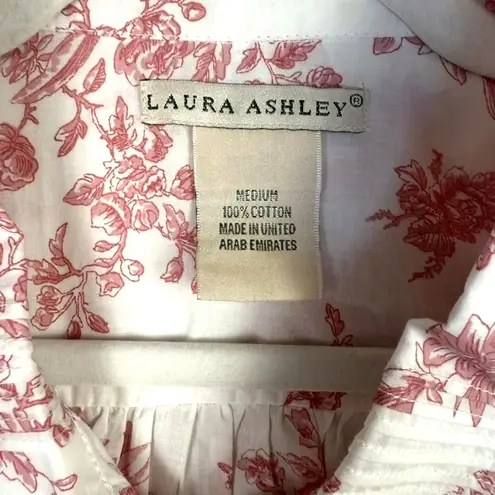 LAURA ASHLEY®
MEDIUM
100% COTTON
MADE IN UNITED
ARAB EMIRATES